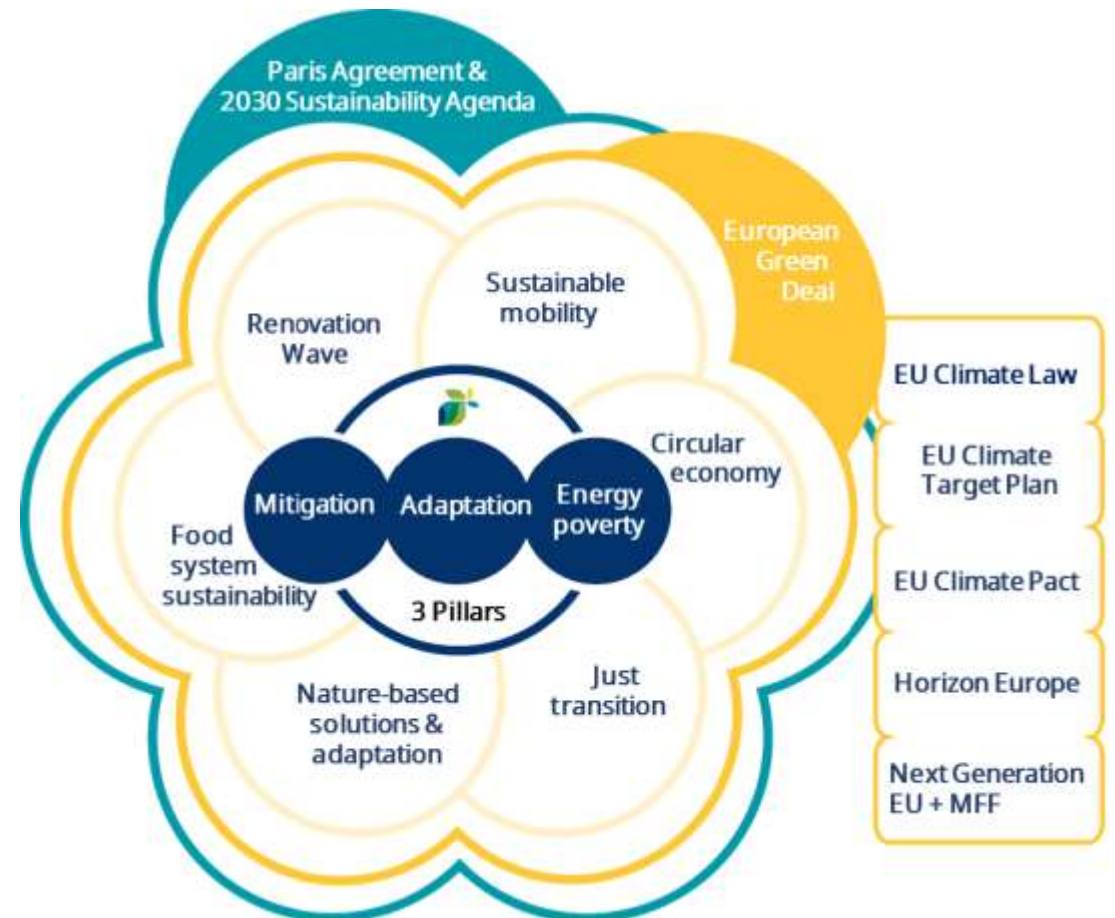 Paris Agreement &
2030 Sustainability Agenda
European
Green
Deal
Sustainable
mobility
Renovation
Wave
EU Climate Law
Circular
economy
EU Climate
Target Plan
Mitigation
Adaptation
Energy
poverty
Food
system
sustainability
3 Pillars
EU Climate Pact
Just
transition
Nature-based
solutions &
adaptation
Horizon Europe
Next Generation
EU + MFF